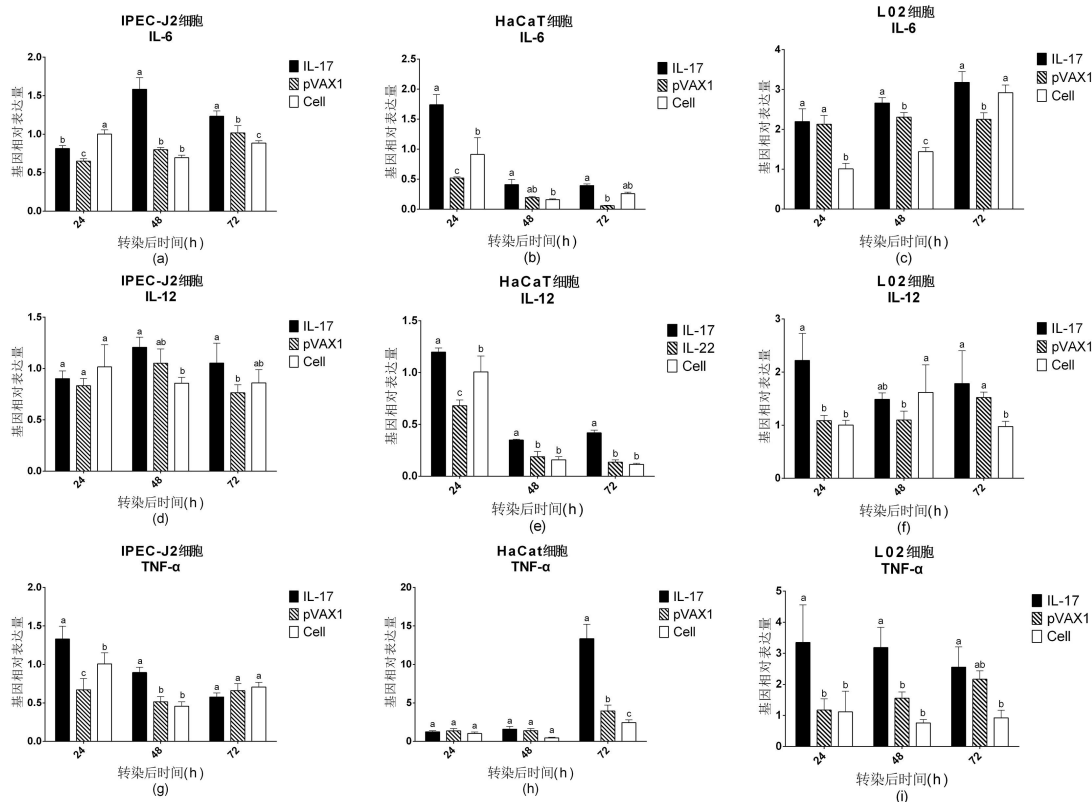 IPEC-J2细胞
IL-6
基因相对表达量
2.0
1.5
1.0
0.5
0.0
b
c
a
a
b
b
a
b
c
24
48
72
IL-17
pVAX1
Cell
转染后时间(h)
(a)
HaCaT细胞
IL-6
基因相对表达量
2.0
1.5
1.0
0.5
0.0
a
c
b
a
ab
a
a
b
ab
24
48
72
IL-17
pVAX1
Cell
转染后时间(h)
(b)
L02细胞
IL-6
基因相对表达量
4
3
2
1
0
a
a
b
a
b
c
a
b
a
24
48
72
IL-17
pVAX1
Cell
转染后时间(h)
(c)
IPEC-J2细胞
IL-12
基因相对表达量
1.5
1.0
0.5
0.0
a
a
a
a
ab
b
a
b
ab
24
48
72
IL-17
pVAX1
Cell
转染后时间(h)
(d)
HaCaT细胞
IL-12
基因相对表达量
1.5
1.0
0.5
0.0
a
c
b
a
b
b
a
b
b
24
48
72
IL-17
IL-22
Cell
转染后时间(h)
(e)
L02细胞
IL-12
基因相对表达量
3
2
1
0
a
b
b
ab
b
a
a
a
b
24
48
72
IL-17
pVAX1
Cell
转染后时间(h)
(f)
IPEC-J2细胞
TNF-α
基因相对表达量
2.0
1.5
1.0
0.5
0.0
a
c
b
a
b
b
a
a
a
24
48
72
IL-17
pVAX1
Cell
转染后时间(h)
(g)
HaCat细胞
TNF-α
基因相对表达量
20
15
10
5
0
a
a
a
a
a
a
a
b
c
24
48
72
IL-17
pVAX1
Cell
转染后时间(h)
(h)
L02细胞
TNF-α
基因相对表达量
5
4
3
2
1
0
a
b
b
a
b
b
a
ab
b
24
48
72
IL-17
pVAX1
Cell
转染后时间(h)
(i)